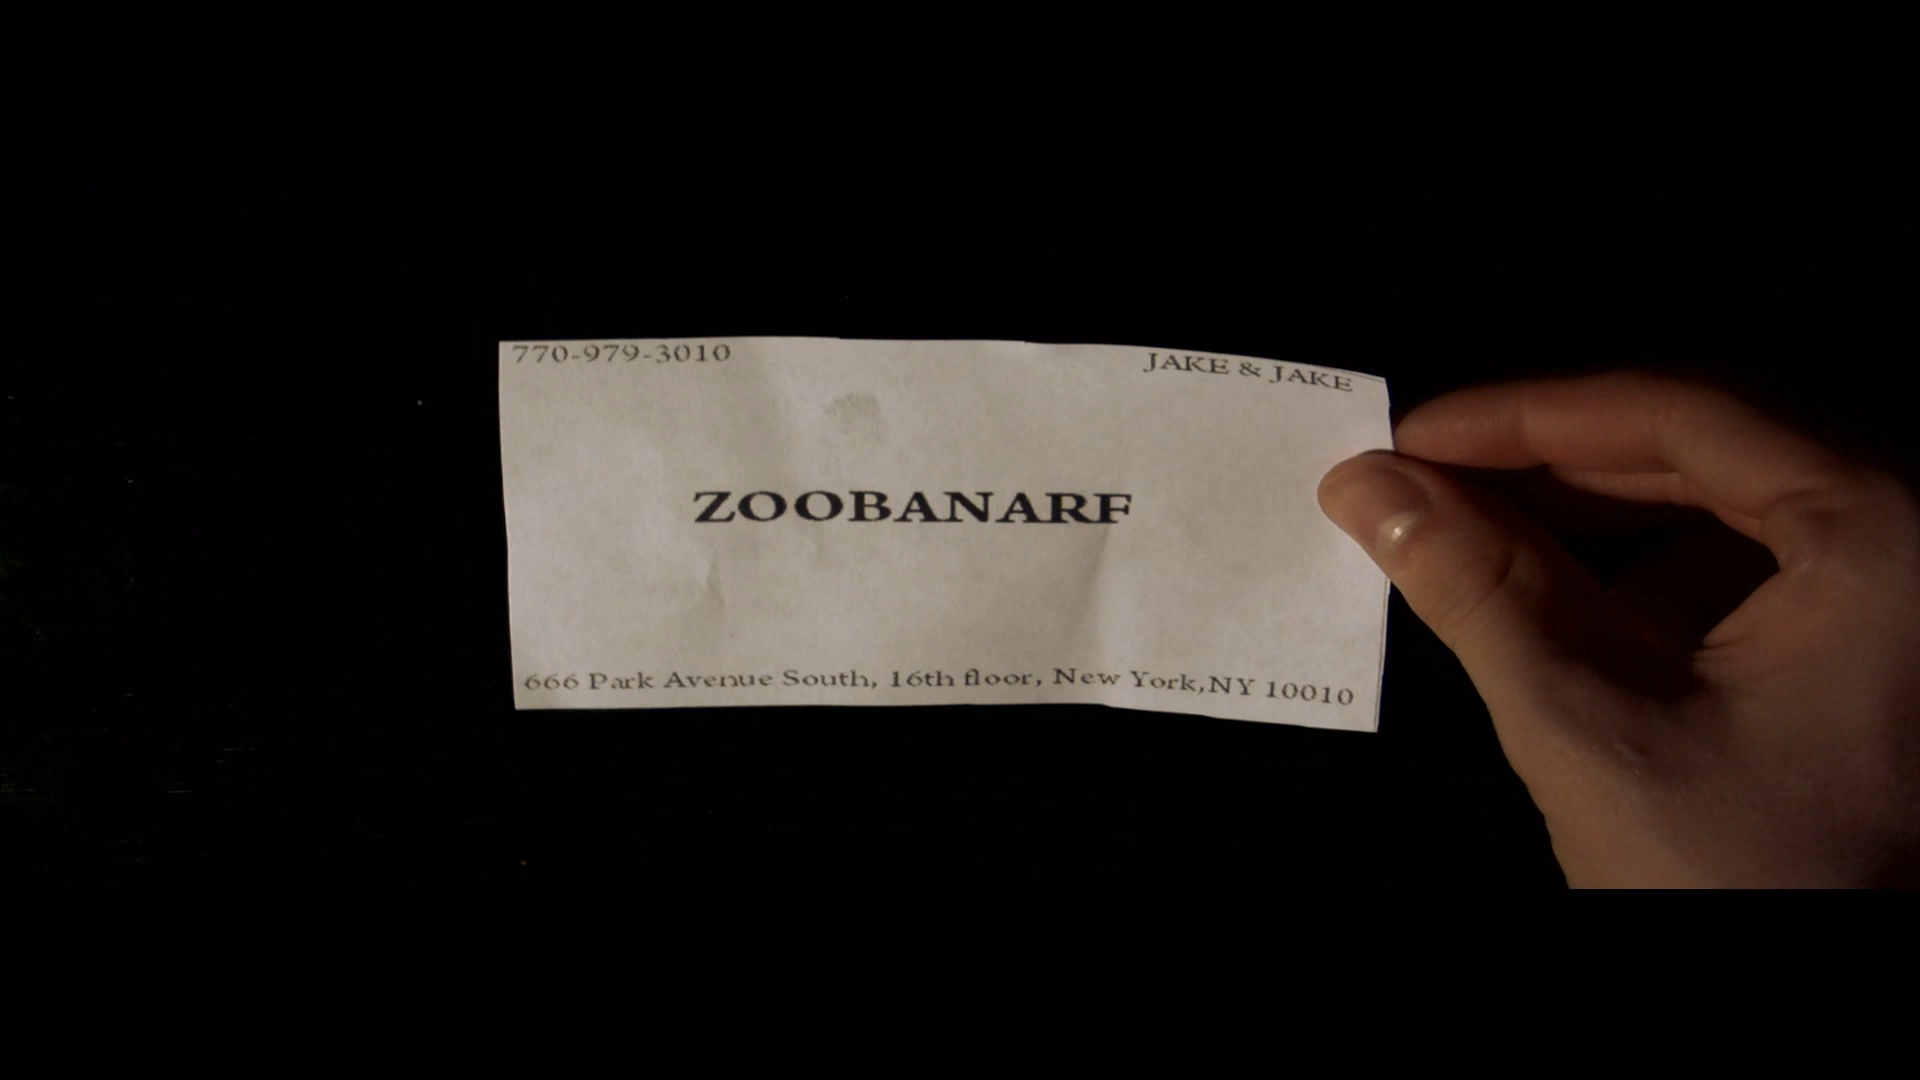 770-979-3010
JAKE & JAKE
ZOOBANARF
666 Park Avenue South, 16th floor, New York,NY 10010